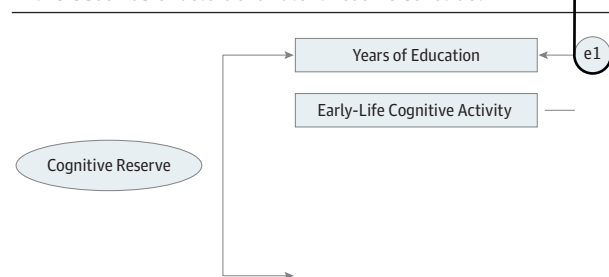 Years of Education
e1
Early-Life Cognitive Activity
Cognitive Reserve